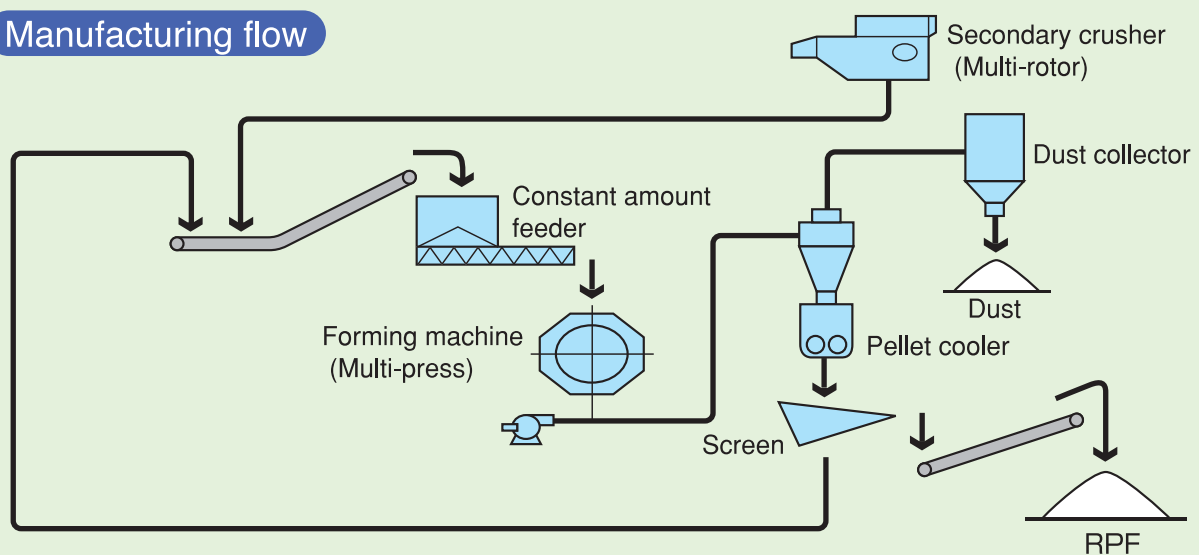 Manufacturing flow
Secondary crusher
(Multi-rotor)
Dust collector
Constant amount
feeder
Dust
Forming machine
(Multi-press)
Pellet cooler
Screen
RPF